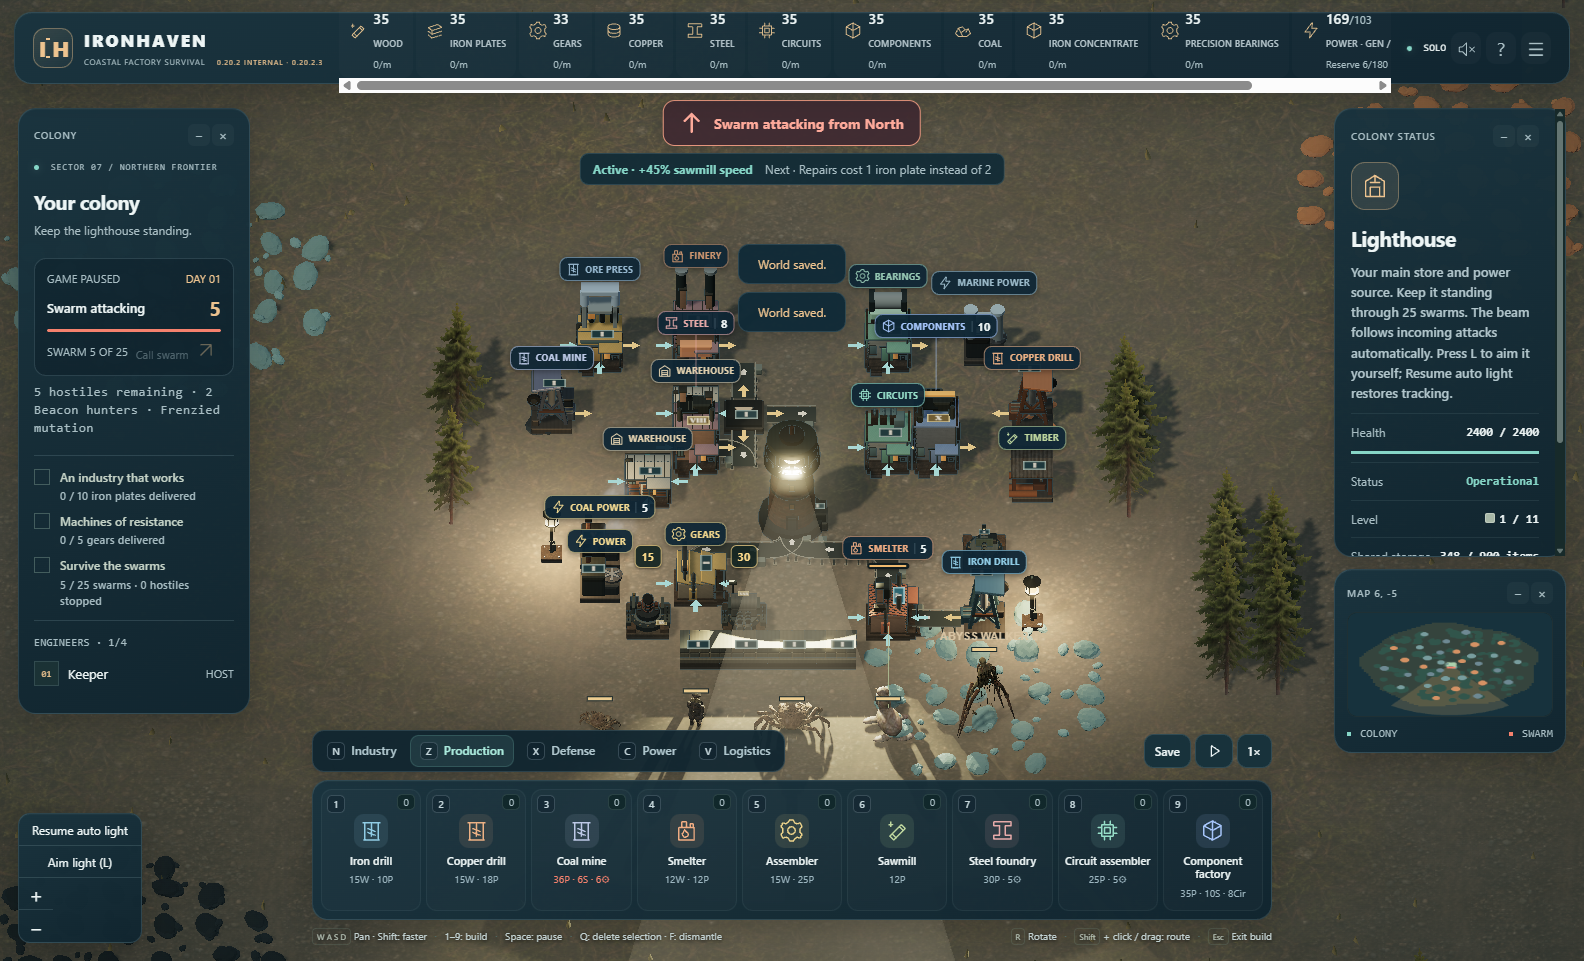 IRONHAVEN
COASTAL FACTORY SURVIVAL 0.20.2 INTERNAL · 0.20.2.3
35 WOOD 0/m
35 IRON PLATES 0/m
33 GEARS 0/m
35 COPPER 0/m
35 STEEL 0/m
35 CIRCUITS 0/m
35 COMPONENTS 0/m
35 COAL 0/m
35 IRON CONCENTRATE 0/m
35 PRECISION BEARINGS 0/m
169/103 POWER · GEN / Reserve 6/180
SOLO
?
Swarm attacking from North
Active · +45% sawmill speed Next · Repairs cost 1 iron plate instead of 2
COLONY
SECTOR 07 / NORTHERN FRONTIER
Your colony
Keep the lighthouse standing.
GAME PAUSED DAY 01
Swarm attacking 5
SWARM 5 OF 25 Call swarm
5 hostiles remaining · 2
Beacon hunters · Frenzied
mutation
An industry that works
0 / 10 iron plates delivered
Machines of resistance
0 / 5 gears delivered
Survive the swarms
5 / 25 swarms · 0 hostiles
stopped
ENGINEERS · 1/4
01 Keeper HOST
World saved.
World saved.
ORE PRESS
FINERY
BEARINGS
MARINE POWER
STEEL 8
COMPONENTS 10
COAL MINE
WAREHOUSE
COPPER DRILL
CIRCUITS
VIII
X
WAREHOUSE
TIMBER
COAL POWER 5
POWER
15
GEARS
30
SMELTER 5
IRON DRILL
COLONY STATUS
Lighthouse
Your main store and power
source. Keep it standing
through 25 swarms. The beam
follows incoming attacks
automatically. Press L to aim it
yourself; Resume auto light
restores tracking.
Health 2400 / 2400
Status Operational
Level 1 / 11
Shared storage 348 / 900 items
MAP 6, -5
COLONY SWARM
N Industry
Z Production
X Defense
C Power
V Logistics
Save
1×
1 0 Iron drill 15W · 10P
2 0 Copper drill 15W · 18P
3 0 Coal mine 36P · 6S · 6⚙
4 0 Smelter 12W · 12P
5 0 Assembler 15W · 25P
6 0 Sawmill 12P
7 0 Steel foundry 30P · 5⚙
8 0 Circuit assembler 25P · 5⚙
9 0 Component factory 35P · 10S · 8Cir
Resume auto light
Aim light (L)
+
−
WASD Pan · Shift: faster 1–9: build Space: pause Q: delete selection · F: dismantle
R Rotate Shift + click / drag: route Esc Exit build